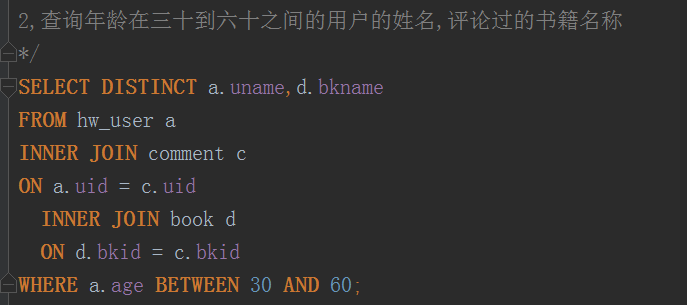 2,查询年龄在三十到六十之间的用户的姓名,评论过的书籍名称
*/
SELECT DISTINCT a.uname,d.bkname
FROM hw_user a
INNER JOIN comment c
ON a.uid = c.uid
INNER JOIN book d
ON d.bkid = c.bkid
WHERE a.age BETWEEN 30 AND 60;